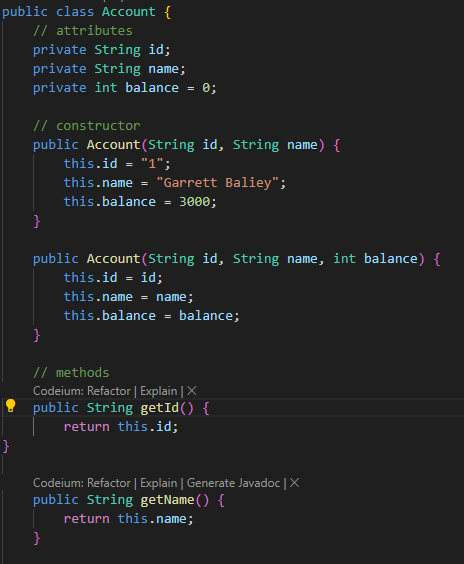 public class Account {
// attributes
private String id;
private String name;
private int balance = 0;
// constructor
public Account(String id, String name) {
this.id = "1";
this.name = "Garrett Baliey";
this.balance = 3000;
}
public Account(String id, String name, int balance) {
this.id = id;
this.name = name;
this.balance = balance;
}
// methods
Codeium: Refactor | Explain | ×
public String getId() {
return this.id;
}
Codeium: Refactor | Explain | Generate Javadoc | ×
public String getName() {
return this.name;
}